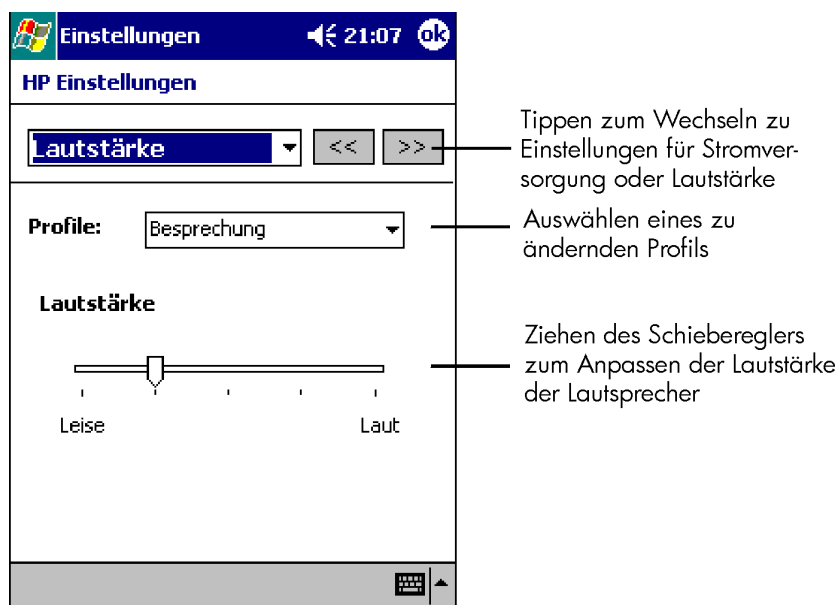 Einstellungen 21:07 ok
HP Einstellungen
Lautstärke << >>
Tippen zum Wechseln zu
Einstellungen für Stromver-
sorgung oder Lautstärke
Profile: Besprechung
Auswählen eines zu
ändernden Profils
Lautstärke
Ziehen des Schiebereglers
zum Anpassen der Lautstärke
der Lautsprecher
Leise Laut